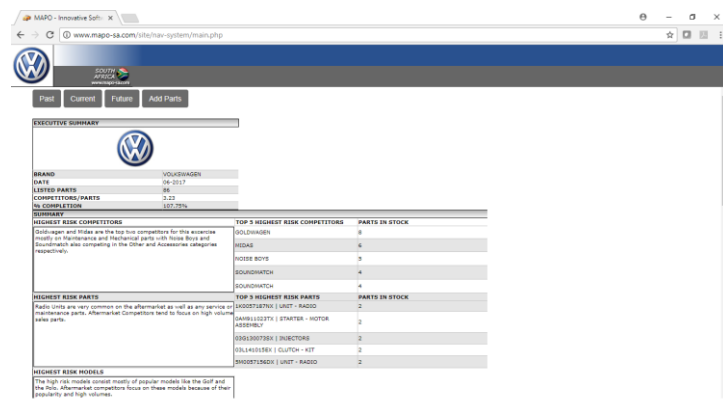 MAPO - Innovative Soft
www.mapo-sa.com/site/nav-system/main.php
SOUTH
AFRICA
www.mapo-sa.com
Past Current Future Add Parts
EXECUTIVE SUMMARY
BRAND VOLKSWAGEN
DATE 06-2017
LISTED PARTS 86
COMPETITORS/PARTS 3.23
% COMPLETION 107.75%
SUMMARY
HIGHEST RISK COMPETITORS TOP 5 HIGHEST RISK COMPETITORS PARTS IN STOCK
Goldwagen and Midas are the top two competitors for this excercise
mostly on Maintenance and Mechanical parts with Noise Boys and
Soundmatch also competing in the Other and Accessories categories
respectively.
GOLDWAGEN 8
MIDAS 6
NOISE BOYS 5
SOUNDMATCH 4
SOUNDMATCH 4
HIGHEST RISK PARTS TOP 5 HIGHEST RISK PARTS PARTS IN STOCK
Radio Units are very common on the aftermarket as well as any service or
maintenance parts. Aftermarket Competitors tend to focus on high volume
sales parts.
1K0057187NX | UNIT - RADIO 2
0AM911023TX | STARTER - MOTOR
ASSEMBLY 2
03G130073SX | INJECTORS 2
03L141015EX | CLUTCH - KIT 2
5M0057156DX | UNIT - RADIO 2
HIGHEST RISK MODELS
The high risk models consist mostly of popular models like the Golf and
the Polo. Aftermarket competitors focus on these models because of their
popularity and high volumes.